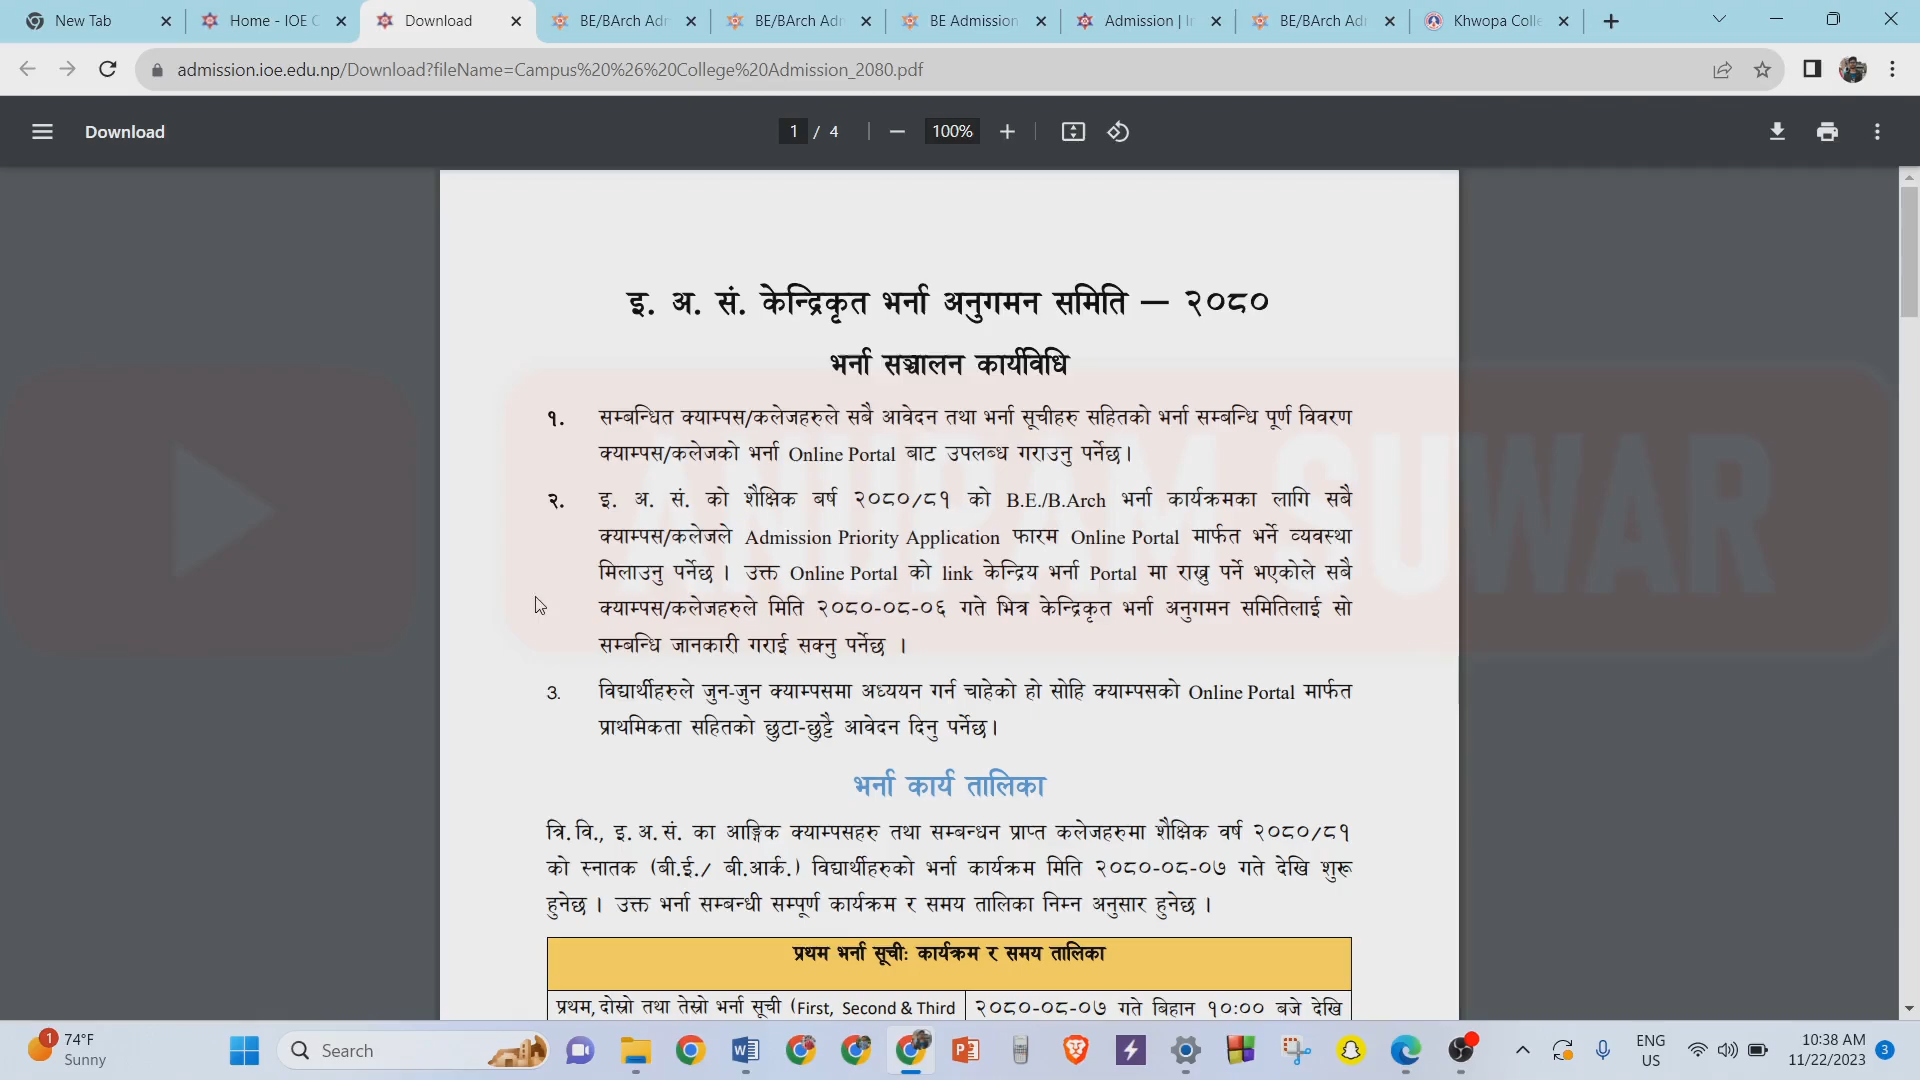 New Tab
Home - IOE C
Download
BE/BArch Adm
BE/BArch Adm
BE Admission
Admission | In
BE/BArch Adm
Khwopa Colle
admission.ioe.edu.np/Download?fileName=Campus%20%26%20College%20Admission_2080.pdf
Download
1 / 4
100%
इ. अ. सं. केन्द्रिकृत भर्ना अनुगमन समिति — २०८०
भर्ना सञ्चालन कार्यविधि
१. सम्बन्धित क्याम्पस/कलेजहरुले सबै आवेदन तथा भर्ना सूचीहरु सहितको भर्ना सम्बन्धि पूर्ण विवरण
क्याम्पस/कलेजको भर्ना Online Portal बाट उपलब्ध गराउनु पर्नेछ।
२. इ. अ. सं. को शैक्षिक बर्ष २०८०/८१ को B.E./B.Arch भर्ना कार्यक्रमका लागि सबै
क्याम्पस/कलेजले Admission Priority Application फारम Online Portal मार्फत भर्ने व्यवस्था
मिलाउनु पर्नेछ । उक्त Online Portal को link केन्द्रिय भर्ना Portal मा राख्नु पर्ने भएकोले सबै
क्याम्पस/कलेजहरुले मिति २०८०-०८-०६ गते भित्र केन्द्रिकृत भर्ना अनुगमन समितिलाई सो
सम्बन्धि जानकारी गराई सक्नु पर्नेछ ।
3. विद्यार्थीहरुले जुन-जुन क्याम्पसमा अध्ययन गर्न चाहेको हो सोहि क्याम्पसको Online Portal मार्फत
प्राथमिकता सहितको छुटा-छुट्टै आवेदन दिनु पर्नेछ।
भर्ना कार्य तालिका
त्रि.वि., इ.अ.सं. का आङ्गिक क्याम्पसहरु तथा सम्बन्धन प्राप्त कलेजहरुमा शैक्षिक वर्ष २०८०/८१
को स्नातक (बी.ई./ बी.आर्क.) विद्यार्थीहरुको भर्ना कार्यक्रम मिति २०८०-०८-०७ गते देखि शुरू
हुनेछ । उक्त भर्ना सम्बन्धी सम्पूर्ण कार्यक्रम र समय तालिका निम्न अनुसार हुनेछ ।
प्रथम भर्ना सूची: कार्यक्रम र समय तालिका
प्रथम, दोस्रो तथा तेस्रो भर्ना सूची (First, Second & Third
२०८०-०८-०७ गते बिहान १०:०० बजे देखि
ANUPAM SUWAR
1
74°F
Sunny
Search
ENG
US
10:38 AM
11/22/2023
3